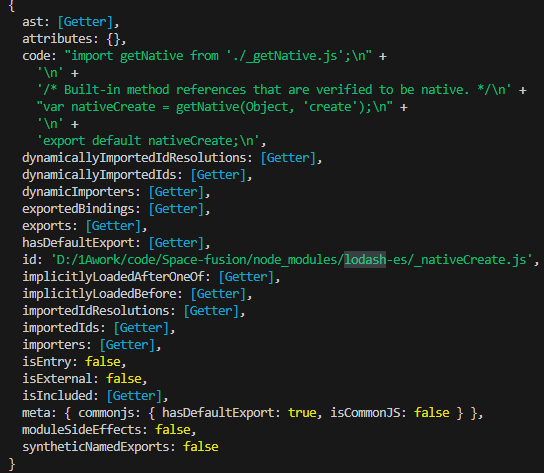 {
  ast: [Getter],
  attributes: {},
  code: "import getNative from './_getNative.js';\n" +
    '\n' +
    '/* Built-in method references that are verified to be native. */\n' +
    "var nativeCreate = getNative(Object, 'create');\n" +
    '\n' +
    'export default nativeCreate;\n',
  dynamicallyImportedIdResolutions: [Getter],
  dynamicallyImportedIds: [Getter],
  dynamicImporters: [Getter],
  exportedBindings: [Getter],
  exports: [Getter],
  hasDefaultExport: [Getter],
  id: 'D:/1Awork/code/Space-fusion/node_modules/lodash-es/_nativeCreate.js',
  implicitlyLoadedAfterOneOf: [Getter],
  implicitlyLoadedBefore: [Getter],
  importedIdResolutions: [Getter],
  importedIds: [Getter],
  importers: [Getter],
  isEntry: false,
  isExternal: false,
  isIncluded: [Getter],
  meta: { commonjs: { hasDefaultExport: true, isCommonJS: false } },
  moduleSideEffects: false,
  syntheticNamedExports: false
}